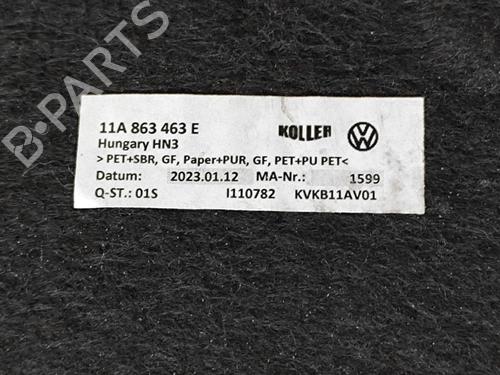 B-PARTS
11A 863 463 E KOLLER
Hungary HN3
> PET+SBR, GF, Paper+PUR, GF, PET+PU PET<
Datum: 2023.01.12 MA-Nr.: 1599
Q-ST.: 01S I110782 KVKB11AV01